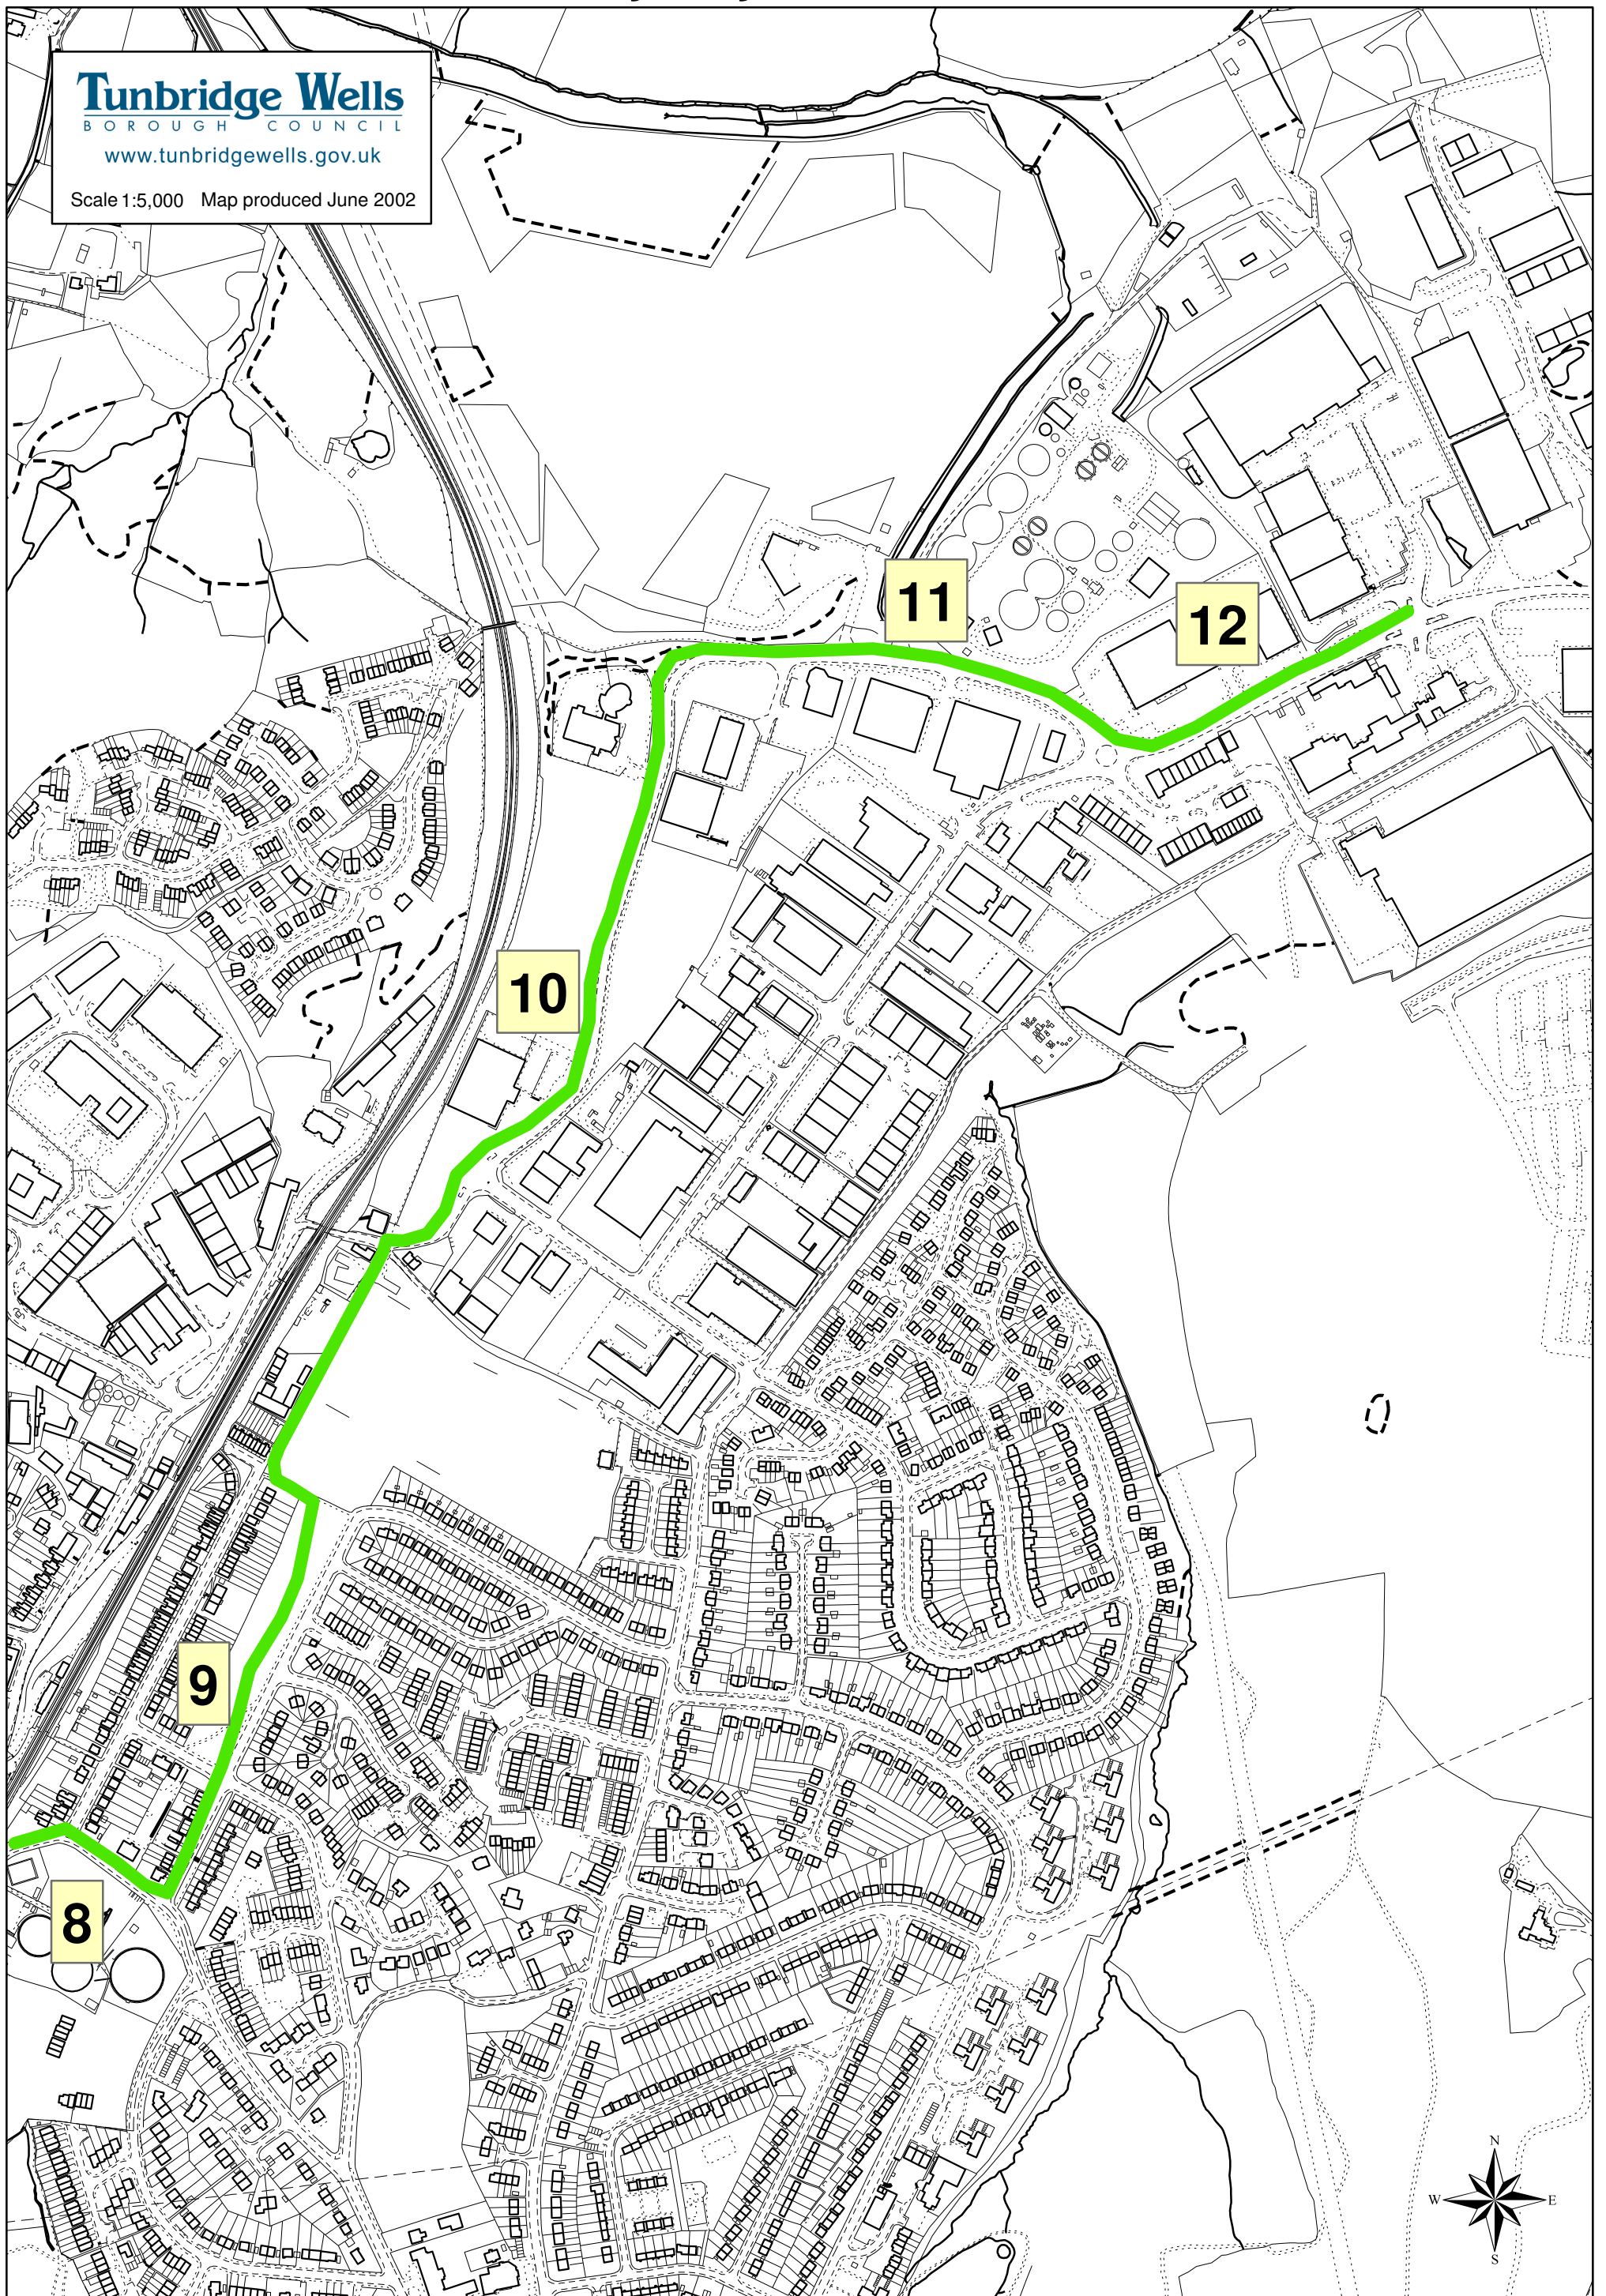 Tunbridge Wells
BOROUGH COUNCIL
www.tunbridgewells.gov.uk
Scale 1:5,000 Map produced June 2002
11
12
10
9
8
N
W E
S